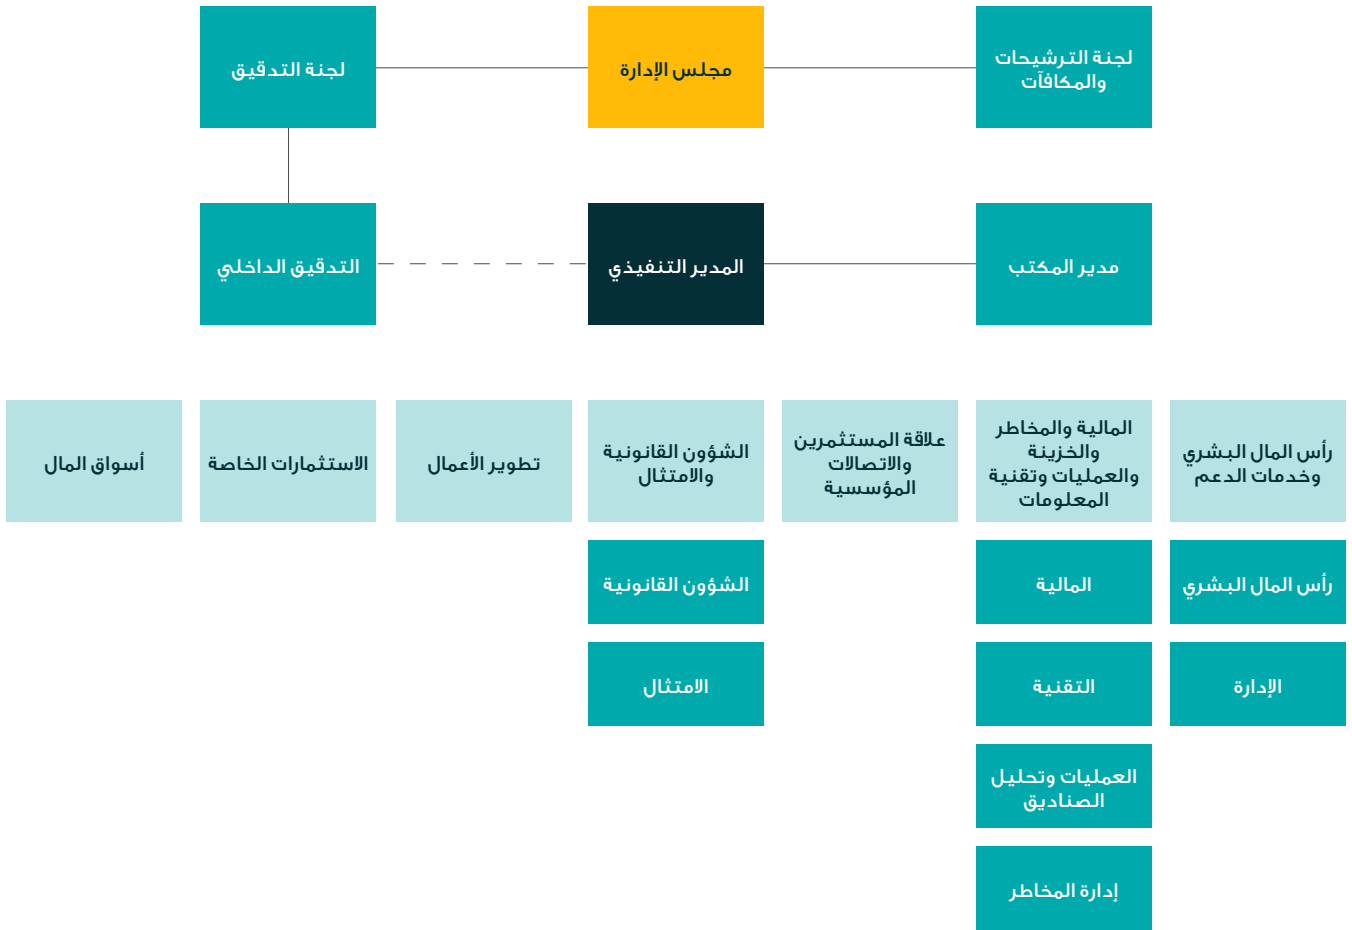 لجنة الترشيحات
والمكافآت
مجلس الإدارة
لجنة التدقيق
مدير المكتب
المدير التنفيذي
التدقيق الداخلي
رأس المال البشري
وخدمات الدعم
المالية والمخاطر
والخزينة
والعمليات وتقنية
المعلومات
علاقة المستثمرين
والاتصالات
المؤسسية
الشؤون القانونية
والامتثال
تطوير الأعمال
الاستثمارات الخاصة
أسواق المال
رأس المال البشري
المالية
الشؤون القانونية
الإدارة
التقنية
الامتثال
العمليات وتحليل
الصناديق
إدارة المخاطر